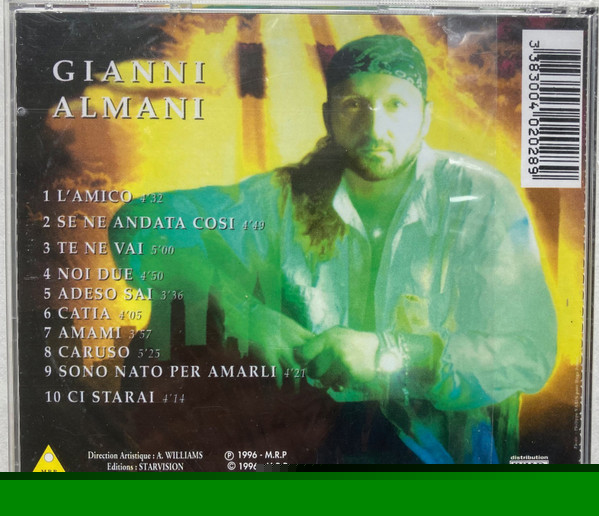 GIANNI
ALMANI
1 L'AMICO 4'32
2 SE NE ANDATA COSI 4'49
3 TE NE VAI 5'00
4 NOI DUE 4'50
5 ADESO SAI 3'36
6 CATIA 4'05
7 AMAMI 3'57
8 CARUSO 5'25
9 SONO NATO PER AMARLI 4'21
10 CI STARAI 4'14
3383004020289
Direction Artistique : A. WILLIAMS
Editions : STARVISION
℗ 1996 - M.R.P
© 1996 M.R.P
distribution